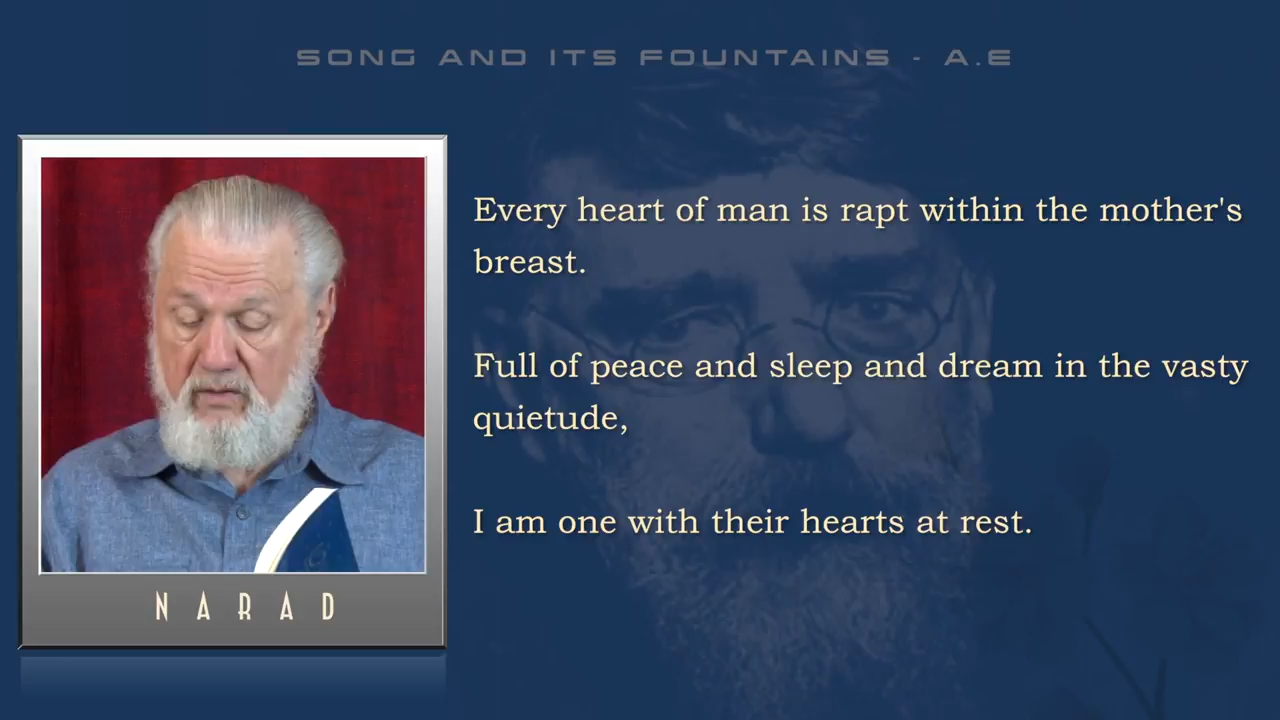 SONG AND ITS FOUNTAINS - A.E
Every heart of man is rapt within the mother's
breast.
Full of peace and sleep and dream in the vasty
quietude,
I am one with their hearts at rest.
NARAD